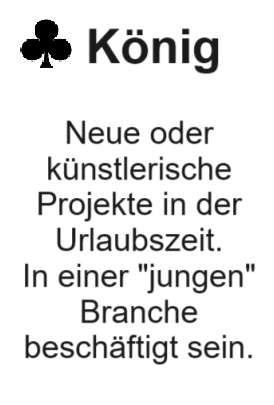 ♣ König
Neue oder
künstlerische
Projekte in der
Urlaubszeit.
In einer "jungen"
Branche
beschäftigt sein.